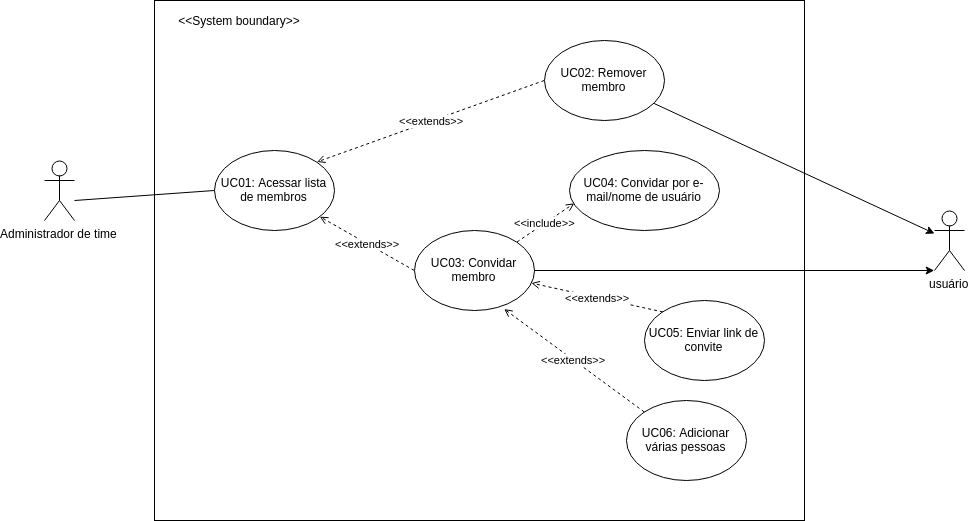 <<System boundary>>
UC02: Remover
membro
<<extends>>
UC01: Acessar lista
de membros
UC04: Convidar por e-
mail/nome de usuário
<<include>>
Administrador de time
<<extends>>
UC03: Convidar
membro
usuário
<<extends>>
UC05: Enviar link de
convite
<<extends>>
UC06: Adicionar
várias pessoas